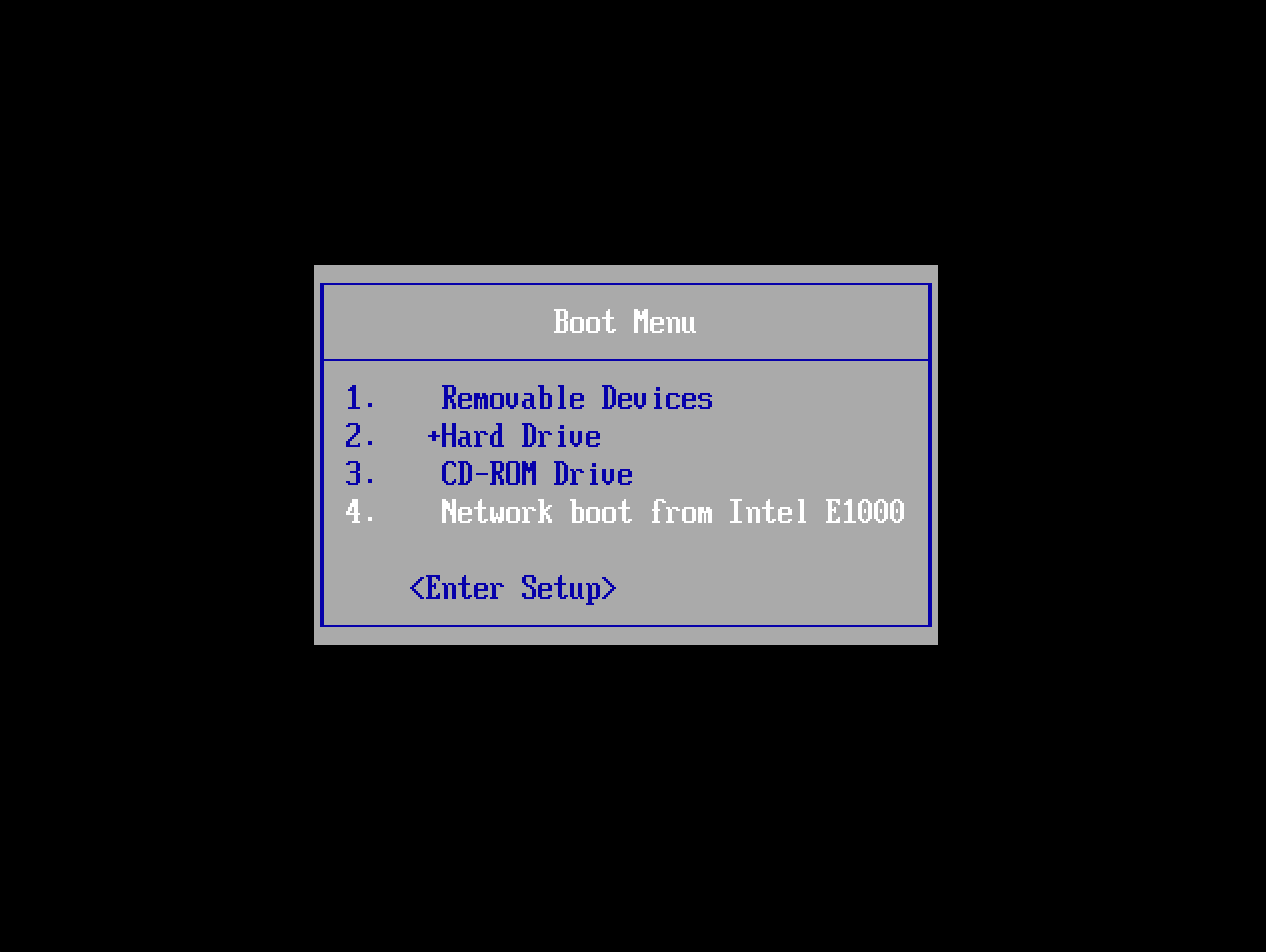 Boot Menu
1. Removable Devices
2. +Hard Drive
3. CD-ROM Drive
4. Network boot from Intel E1000
<Enter Setup>